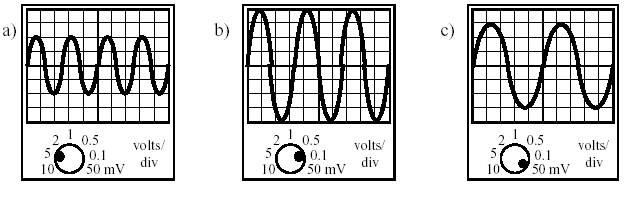 a) b) c)
2 1 0.5 volts/ 2 1 0.5 volts/ 2 1 0.5 volts/
5 0.1 div 5 0.1 div 5 0.1 div
10 50 mV 10 50 mV 10 50 mV